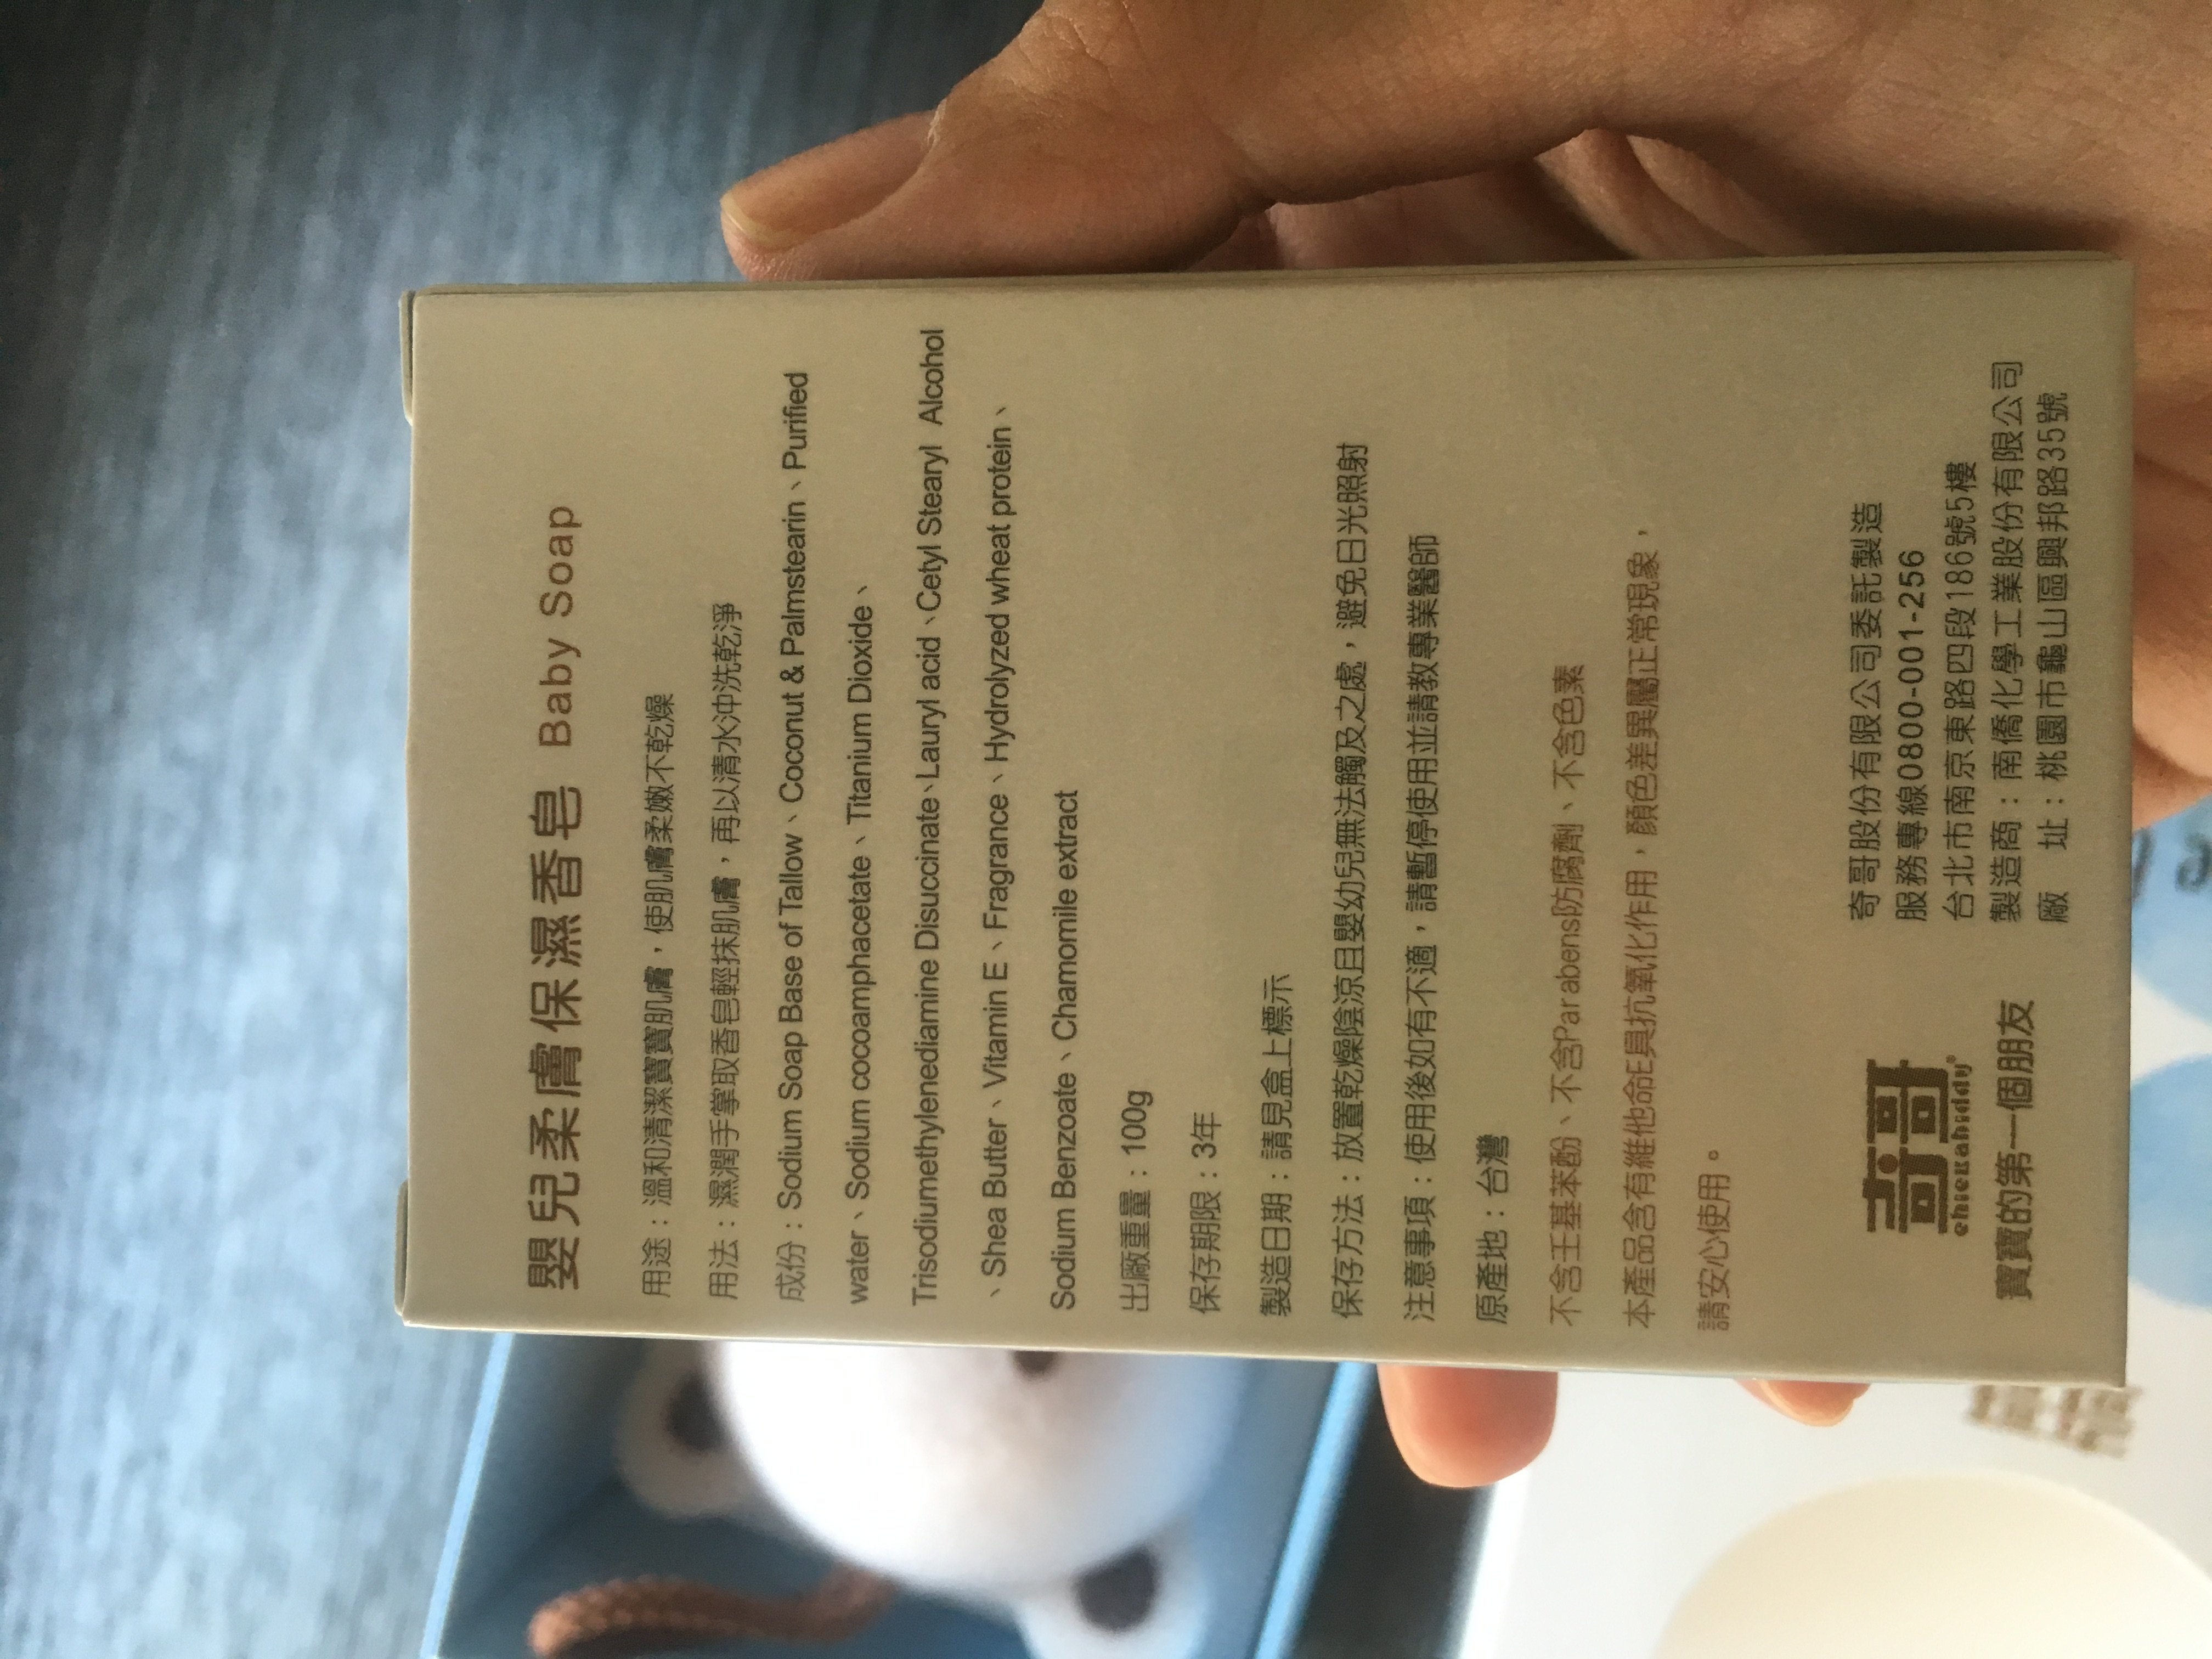 嬰兒柔膚保濕香皂 Baby Soap
用途：溫和清潔寶寶肌膚，使肌膚柔嫩不乾燥
用法：濕潤手掌取香皂輕抹肌膚，再以清水沖洗乾淨
成份：Sodium Soap Base of Tallow、Coconut & Palmstearin、Purified
water、Sodium cocoamphacetate、Titanium Dioxide、
Trisodiumethylenediamine Disuccinate、Lauryl acid、Cetyl Stearyl Alcohol
、Shea Butter、Vitamin E、Fragrance、Hydrolyzed wheat protein、
Sodium Benzoate、Chamomile extract
出廠重量：100g
保存期限：3年
製造日期：請見盒上標示
保存方法：放置乾燥陰涼且嬰幼兒無法觸及之處，避免日光照射
注意事項：使用後如有不適，請暫停使用並請教專業醫師
原產地：台灣
不含壬基苯酚、不含Parabens防腐劑、不含色素
本產品含有維他命E具抗氧化作用，顏色差異屬正常現象，
請安心使用。
奇哥
chickabiddy
寶寶的第一個朋友
奇哥股份有限公司委託製造
服務專線0800-001-256
台北市南京東路四段186號5樓
製造商：南僑化學工業股份有限公司
廠 址：桃園市龜山區興邦路35號